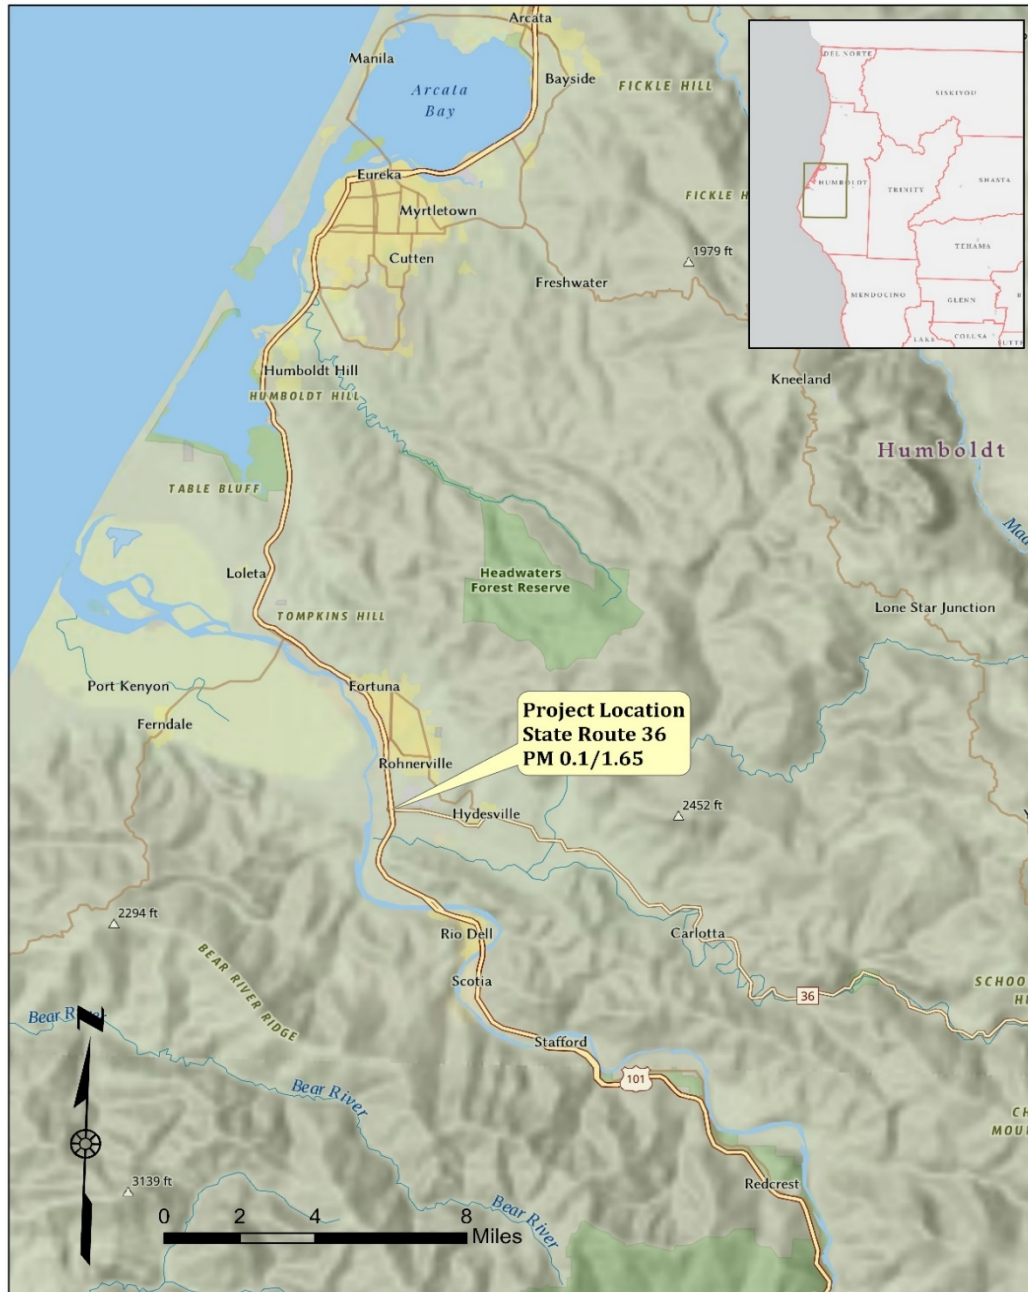 Arcata
Manila
Bayside
Arcata
Bay
FICKLE HILL
DEL NORTE
SISKIYOU
HUMBOLDT
TRINITY
SHASTA
TEHAMA
MENDOCINO
GLENN
LAKE
COLUSA
Eureka
Myrtletown
FICKLE H
Cutten
1979 ft
Freshwater
Humboldt Hill
HUMBOLDT HILL
Kneeland
Humboldt
TABLE BLUFF
Mad
Loleta
Headwaters
Forest Reserve
TOMPKINS HILL
Lone Star Junction
Port Kenyon
Fortuna
Ferndale
Project Location
State Route 36
PM 0.1/1.65
Rohnerville
Hydesville
2452 ft
2294 ft
Rio Dell
Carlotta
BEAR RIVER RIDGE
Scotia
36
SCHOO
H
Bear River
Stafford
Bear River
101
CH
MOU
3139 ft
Redcrest
Bear River
0 2 4 8
Miles